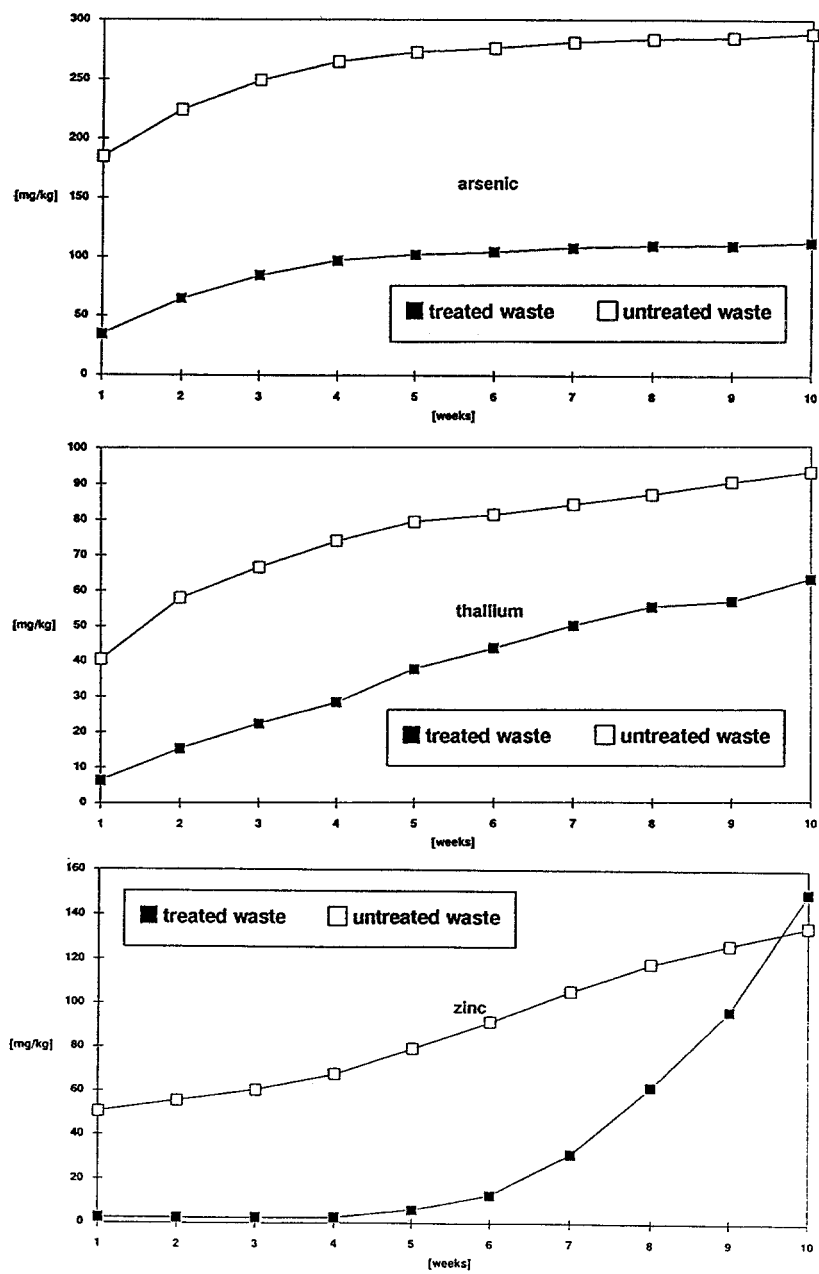 300
250
200
[mg/kg] 150
arsenic
100
50
treated waste untreated waste
0
1 2 3 4 5 6 7 8 9 10
[weeks]
100
90
80
70
60
thallium
[mg/kg] 50
40
30
20
treated waste untreated waste
10
0
1 2 3 4 5 6 7 8 9 10
[weeks]
160
treated waste untreated waste
140
120
100
zinc
[mg/kg] 80
60
40
20
0
1 2 3 4 5 6 7 8 9 10
[weeks]